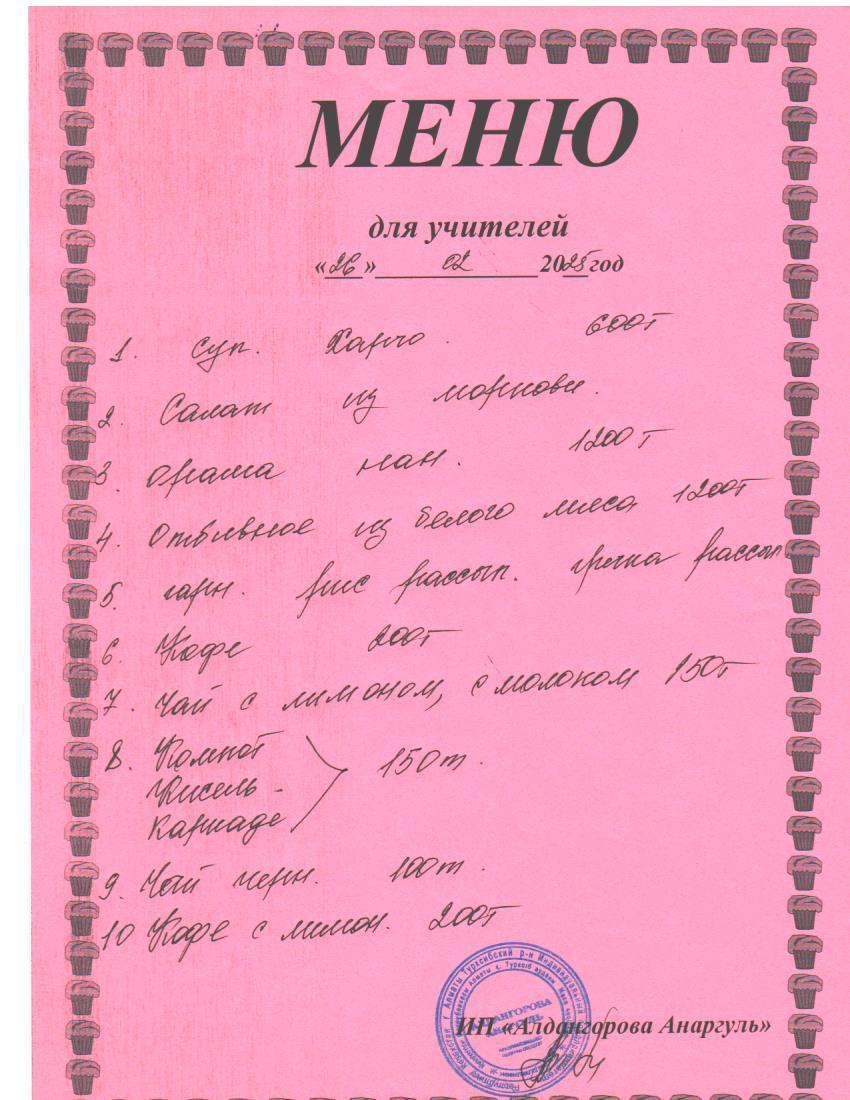 МЕНЮ
для учителей
«26» 02 2025 год
1. Суп. Харчо. 600т
2. Салат из моркови.
3. Орама нан. 1200т
4. Отбивное из белого мяса 1200т
5. гарн. рис рассып. гречка рассып.
6. Кофе 200т
7. Чай с лимоном, с молоком 150т
8. Компот
Кисель - 150т.
Каркаде
9. Чай черн. 100т.
10 Кофе с лимон. 200т
ИП «Алдангорова Анаргуль»